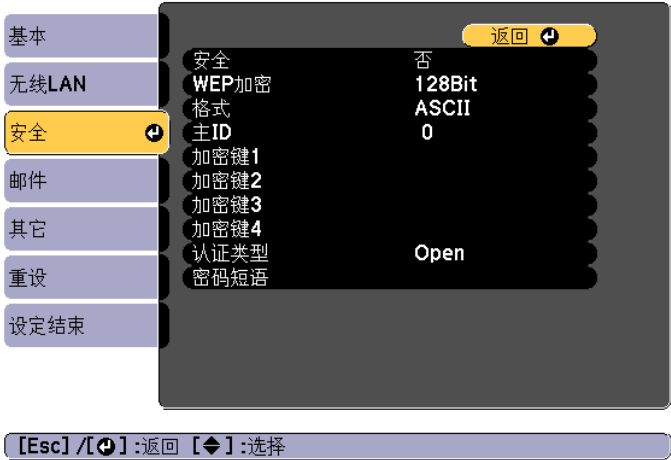 基本
无线LAN
安全
邮件
其它
重设
设定结束
返回
安全 否
WEP加密 128Bit
格式 ASCII
主ID 0
加密键1
加密键2
加密键3
加密键4
认证类型 Open
密码短语
[Esc] /[⏎] :返回 [◆] :选择